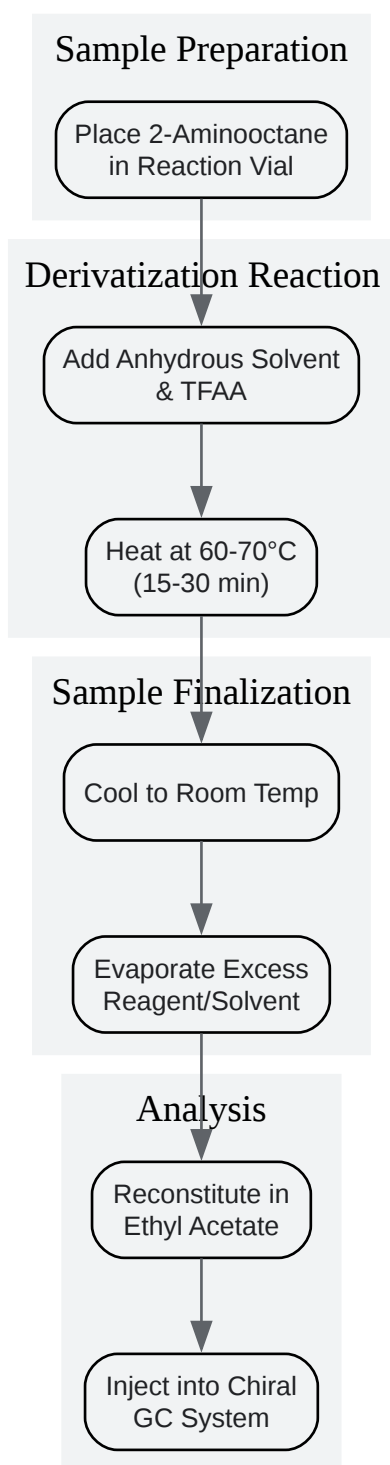 Sample Preparation
Place 2-Aminooctane
in Reaction Vial
Derivatization Reaction
Add Anhydrous Solvent
& TFAA
Heat at 60-70°C
(15-30 min)
Sample Finalization
Cool to Room Temp
Evaporate Excess
Reagent/Solvent
Analysis
Reconstitute in
Ethyl Acetate
Inject into Chiral
GC System